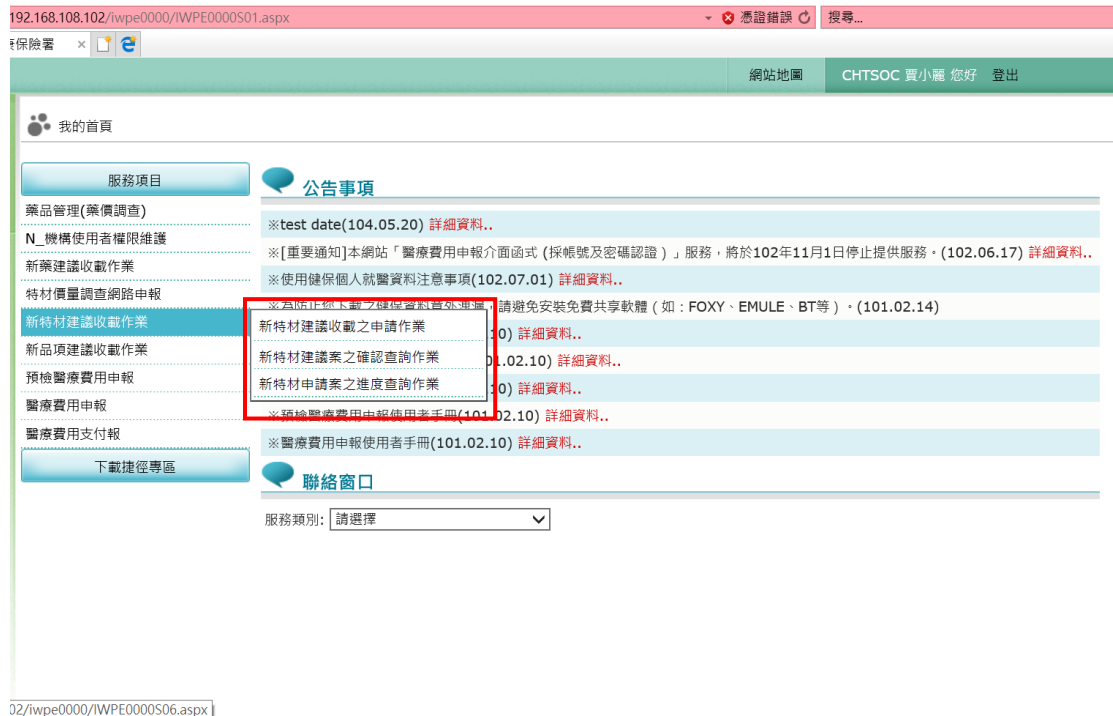 192.168.108.102/iwpe0000/IWPE0000S01.aspx 憑證錯誤 搜尋...
保險署 ×
網站地圖 CHTSOC 賈小麗 您好 登出
我的首頁
服務項目
藥品管理(藥價調查)
N_機構使用者權限維護
新藥建議收載作業
特材價量調查網路申報
新特材建議收載作業
新品項建議收載作業
預檢醫療費用申報
醫療費用申報
醫療費用支付報
下載捷徑專區
新特材建議收載之申請作業
新特材建議案之確認查詢作業
新特材申請案之進度查詢作業
公告事項
※test date(104.05.20) 詳細資料..
※[重要通知]本網站「醫療費用申報介面函式 (採帳號及密碼認證)」服務，將於102年11月1日停止提供服務。(102.06.17) 詳細資料..
※使用健保個人就醫資料注意事項(102.07.01) 詳細資料..
※為防止您下載之健保資料意外洩漏，請避免安裝免費共享軟體（如：FOXY、EMULE、BT等）。(101.02.14)
10) 詳細資料..
01.02.10) 詳細資料..
10) 詳細資料..
※預檢醫療費用申報使用者手冊(101.02.10) 詳細資料..
※醫療費用申報使用者手冊(101.02.10) 詳細資料..
聯絡窗口
服務類別: 請選擇
02/iwpe0000/IWPE0000S06.aspx